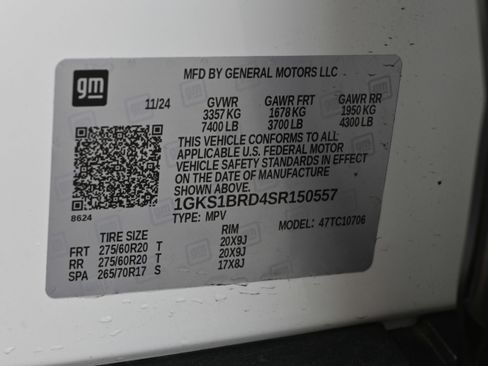 gm
MFD BY GENERAL MOTORS LLC
11/24 GVWR GAWR FRT GAWR RR
3357 KG 1678 KG 1950 KG
7400 LB 3700 LB 4300 LB
THIS VEHICLE CONFORMS TO ALL
APPLICABLE U.S. FEDERAL MOTOR
VEHICLE SAFETY STANDARDS IN EFFECT
ON THE DATE OF MANUFACTURE
SHOWN ABOVE.
8624
1GKS1BRD4SR150557
TYPE: MPV MODEL: 47TC10706
TIRE SIZE RIM
FRT 275/60R20 T 20X9J
RR 275/60R20 T 20X9J
SPA 265/70R17 S 17X8J